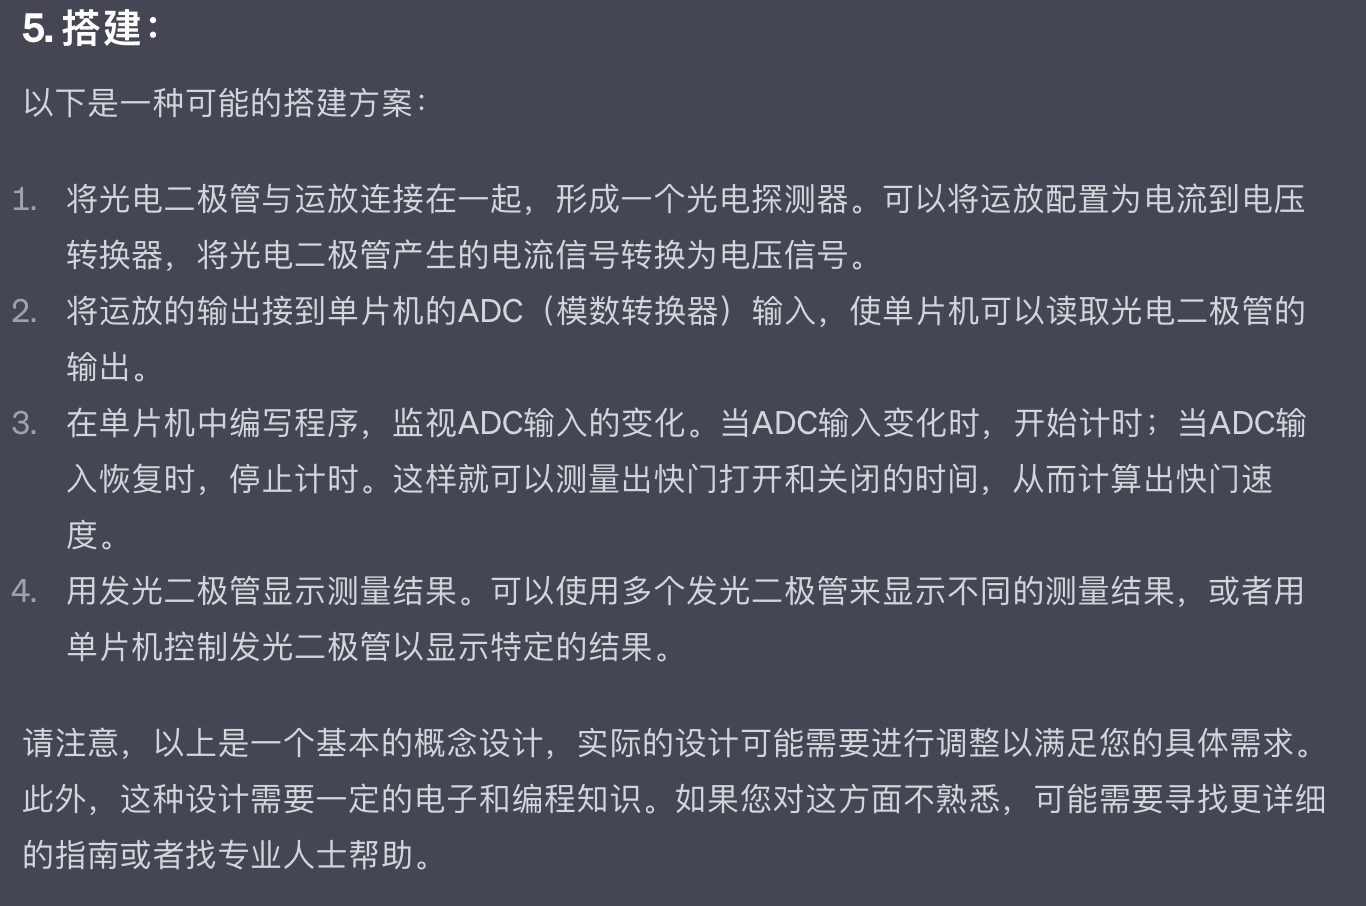 5. 搭建：
以下是一种可能的搭建方案：
1. 将光电二极管与运放连接在一起，形成一个光电探测器。可以将运放配置为电流到电压
转换器，将光电二极管产生的电流信号转换为电压信号。
2. 将运放的输出接到单片机的ADC（模数转换器）输入，使单片机可以读取光电二极管的
输出。
3. 在单片机中编写程序，监视ADC输入的变化。当ADC输入变化时，开始计时；当ADC输
入恢复时，停止计时。这样就可以测量出快门打开和关闭的时间，从而计算出快门速
度。
4. 用发光二极管显示测量结果。可以使用多个发光二极管来显示不同的测量结果，或者用
单片机控制发光二极管以显示特定的结果。
请注意，以上是一个基本的概念设计，实际的设计可能需要进行调整以满足您的具体需求。
此外，这种设计需要一定的电子和编程知识。如果您对这方面不熟悉，可能需要寻找更详细
的指南或者找专业人士帮助。